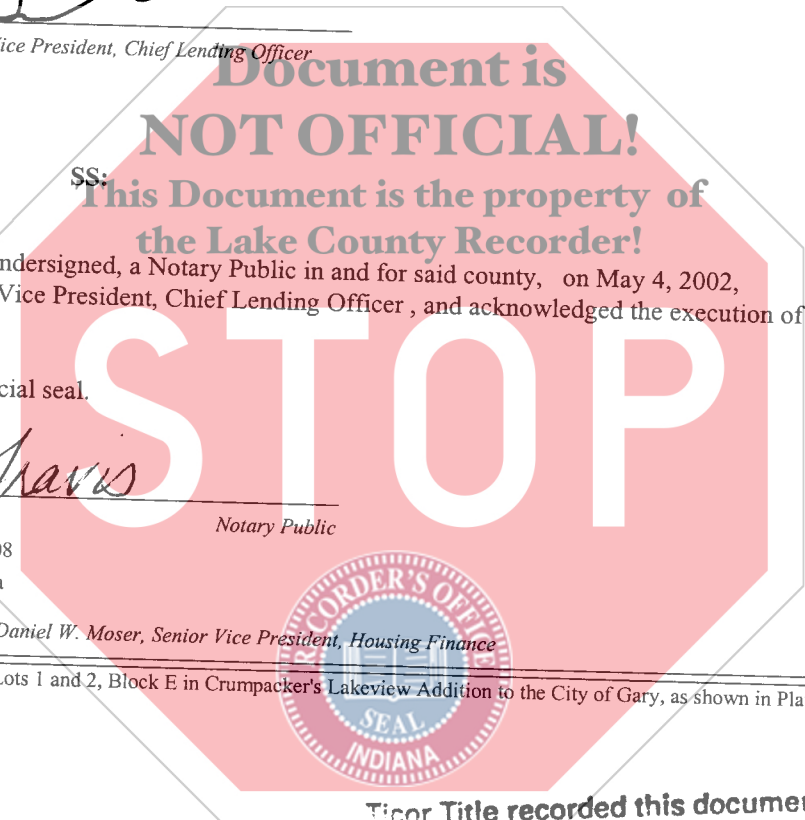 ice President, Chief Lending Officer
Document is
NOT OFFICIAL!
SS:
This Document is the property of
the Lake County Recorder!
ndersigned, a Notary Public in and for said county, on May 4, 2002,
Vice President, Chief Lending Officer , and acknowledged the execution of
STOP
cial seal.
Travis
Notary Public
08
a
Daniel W. Moser, Senior Vice President, Housing Finance
Lots 1 and 2, Block E in Crumpacker's Lakeview Addition to the City of Gary, as shown in Pla
RECORDER'S OFFICE
SEAL
INDIANA
Ticor Title recorded this documen